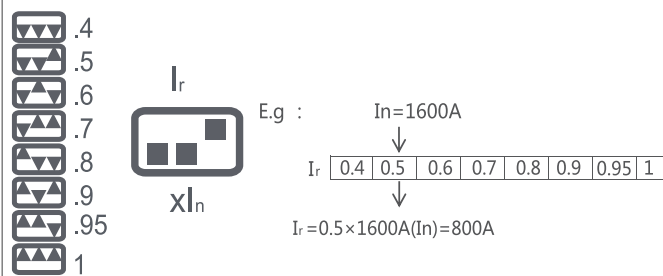 .4
.5
.6
.7
.8
.9
.95
1
Ir
xIn
E.g :
In=1600A
Ir 0.4 0.5 0.6 0.7 0.8 0.9 0.95 1
Ir=0.5×1600A(In)=800A